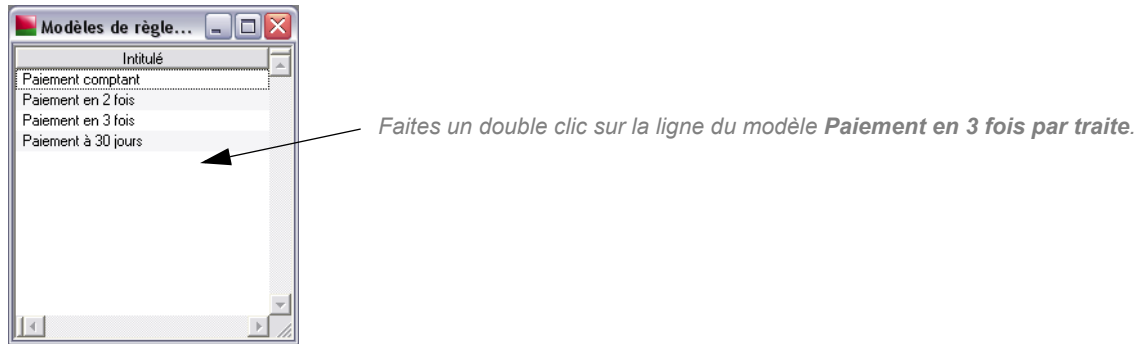 Modèles de règle...
Intitulé
Paiement comptant
Paiement en 2 fois
Paiement en 3 fois
Paiement à 30 jours
Faites un double clic sur la ligne du modèle Paiement en 3 fois par traite.